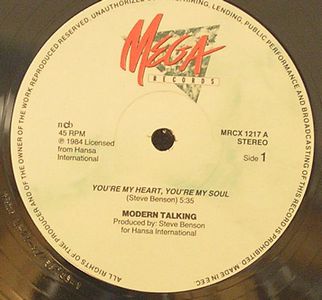 ALL RIGHTS OF THE PRODUCER AND OF THE OWNER OF THE WORK REPRODUCED RESERVED. UNAUTHORIZED LENDING, PUBLIC PERFORMANCE AND BROADCASTING OF THIS RECORD IS PROHIBITED. MADE IN E.E.C.
MEGA
RECORDS
ncb
45 RPM
Ⓟ 1984 Licensed
from Hansa
International
MRCX 1217 A
STEREO
Side 1
YOU'RE MY HEART, YOU'RE MY SOUL
(Steve Benson) 5:35
MODERN TALKING
Produced by: Steve Benson
for Hansa International